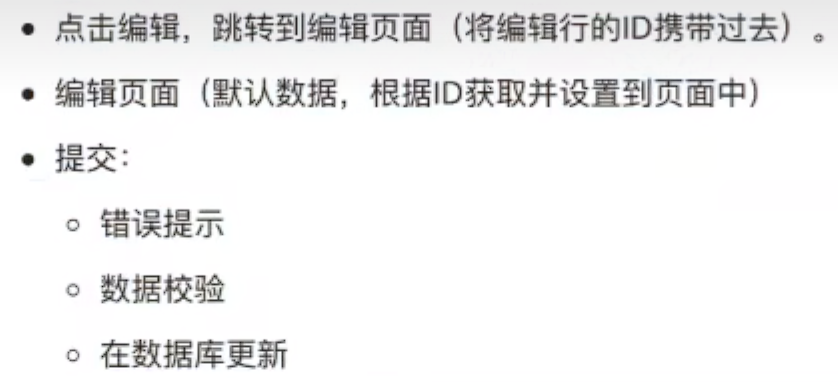 点击编辑，跳转到编辑页面（将编辑行的ID携带过去）。
编辑页面（默认数据，根据ID获取并设置到页面中）
提交：
错误提示
数据校验
在数据库更新